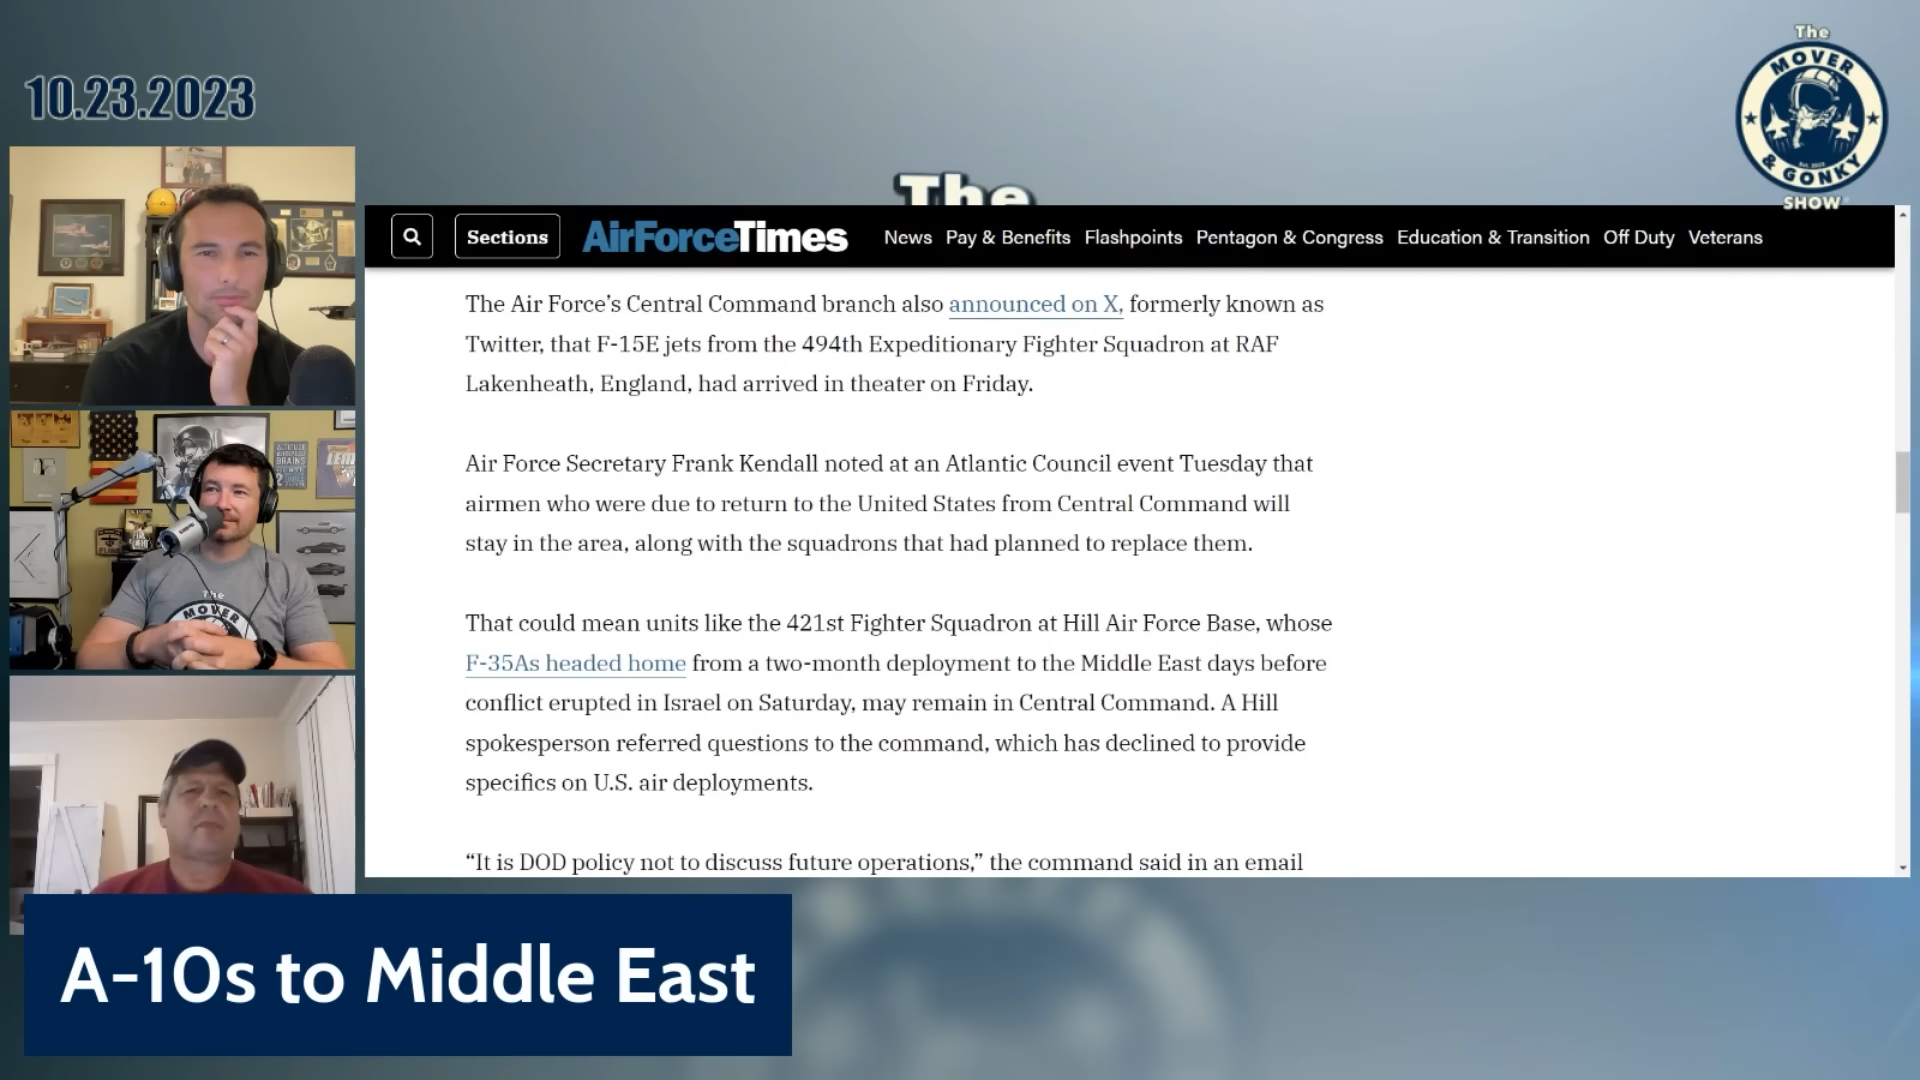 10.23.2023
The
MOVER
& GONKY
SHOW
The
Sections
AirForceTimes
News Pay & Benefits Flashpoints Pentagon & Congress Education & Transition Off Duty Veterans
The Air Force’s Central Command branch also announced on X, formerly known as
Twitter, that F-15E jets from the 494th Expeditionary Fighter Squadron at RAF
Lakenheath, England, had arrived in theater on Friday.
Air Force Secretary Frank Kendall noted at an Atlantic Council event Tuesday that
airmen who were due to return to the United States from Central Command will
stay in the area, along with the squadrons that had planned to replace them.
That could mean units like the 421st Fighter Squadron at Hill Air Force Base, whose
F-35As headed home from a two-month deployment to the Middle East days before
conflict erupted in Israel on Saturday, may remain in Central Command. A Hill
spokesperson referred questions to the command, which has declined to provide
specifics on U.S. air deployments.
“It is DOD policy not to discuss future operations,” the command said in an email
BRAINS
The
MOVER
A-10s to Middle East